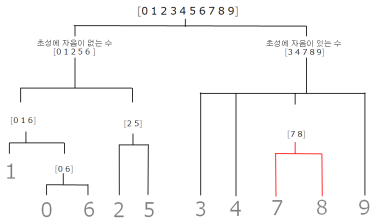 [0 1 2 3 4 5 6 7 8 9]
초성에 자음이 없는 수
[0 1 2 5 6 ]
초성에 자음이 있는 수
[3 4 7 8 9]
[0 1 6]
[2 5]
[7 8]
1
[0 6]
0 6 2 5 3 4 7 8 9